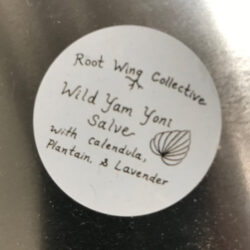 Root Wing Collective
Wild Yam Yoni
Salve
with calendula,
Plantain. & Lavender